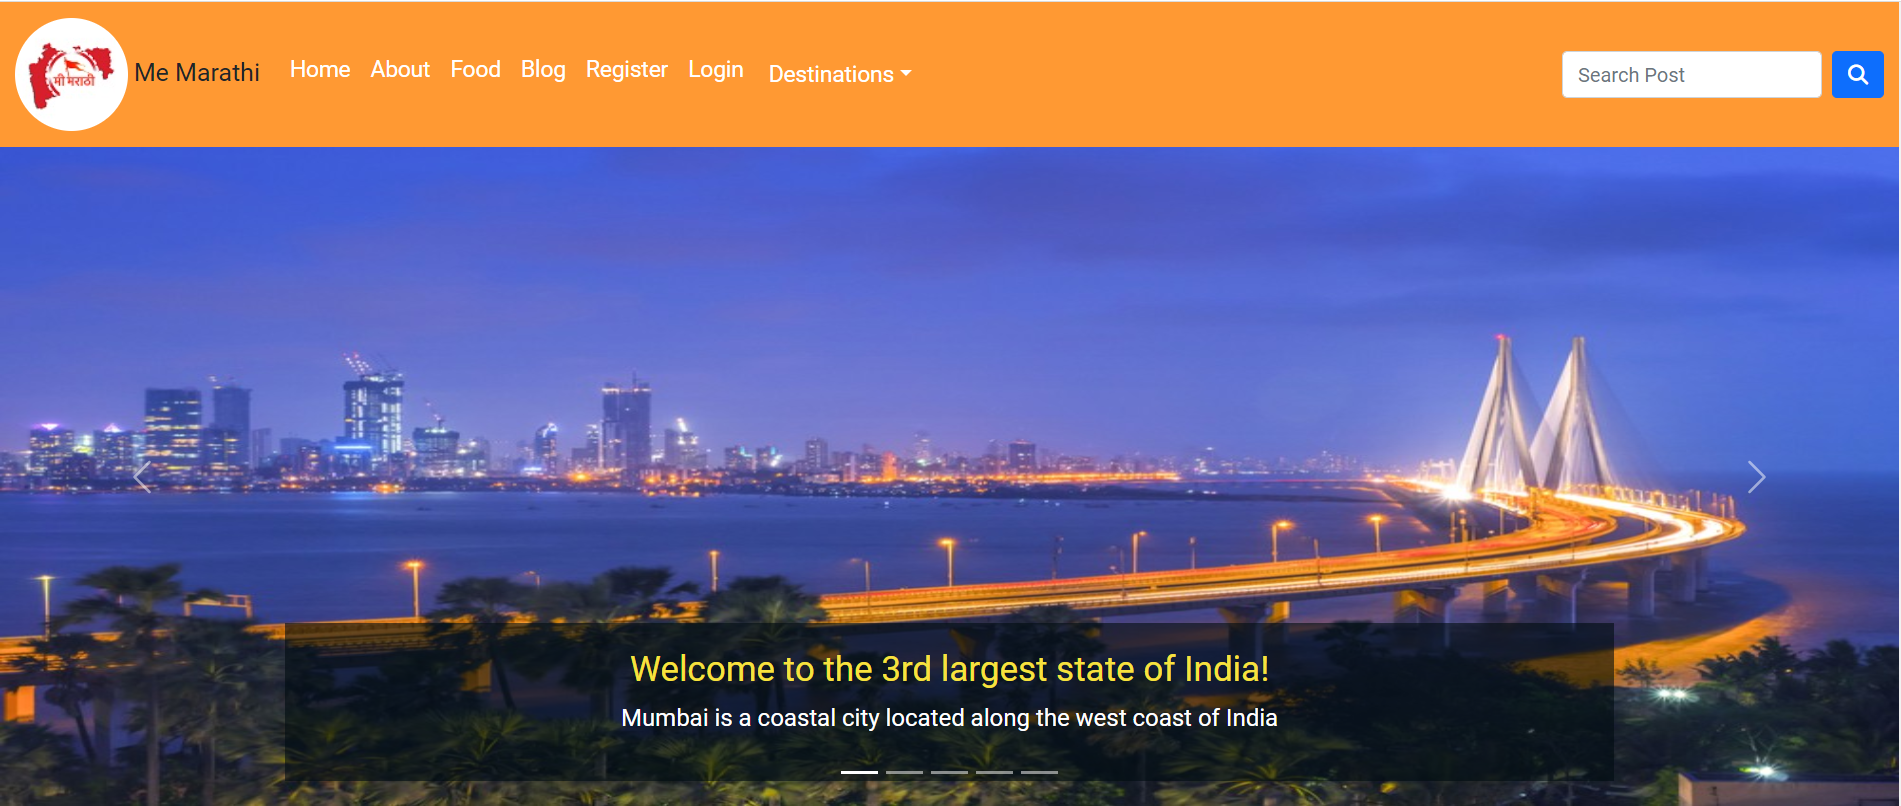 मी मराठी
Me Marathi
Home About Food Blog Register Login Destinations
Search Post
Welcome to the 3rd largest state of India!
Mumbai is a coastal city located along the west coast of India